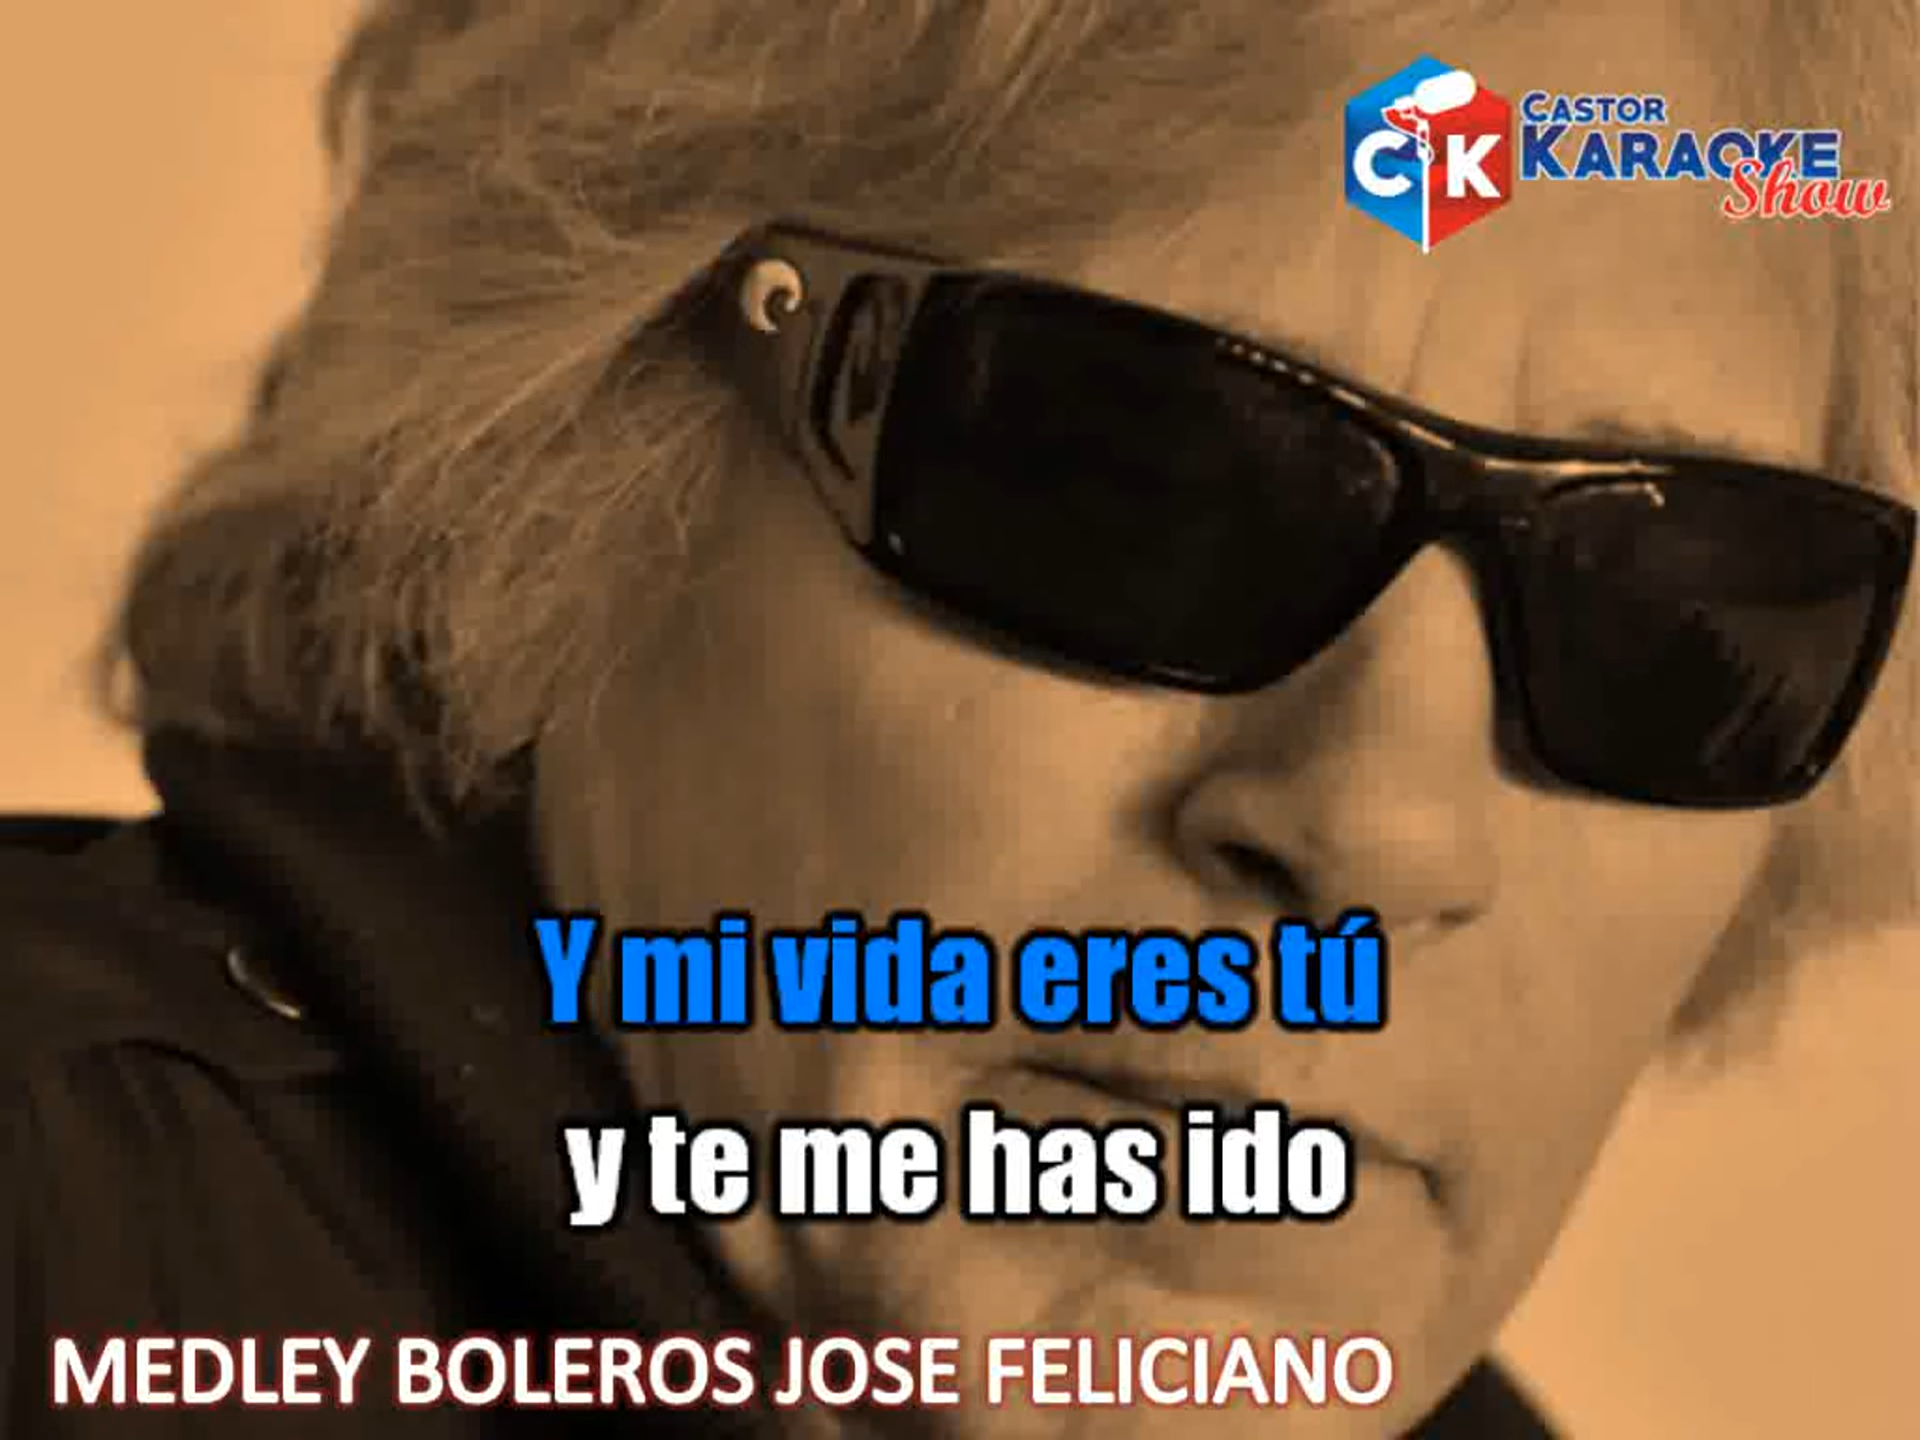 CASTOR
KARAOKE
Show
CK
Y mi vida eres tú
y te me has ido
MEDLEY BOLEROS JOSE FELICIANO